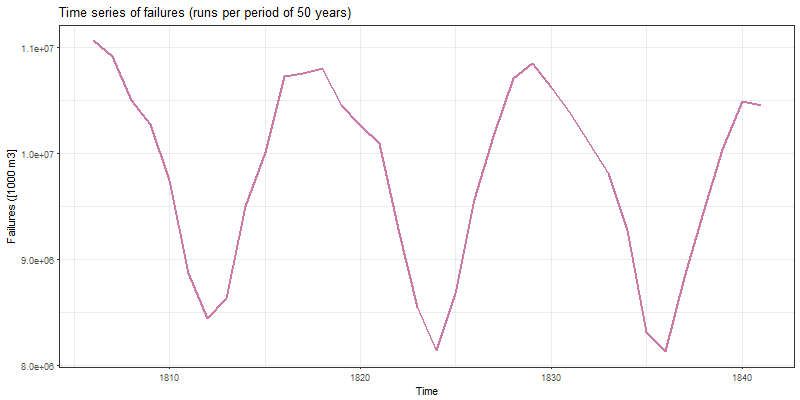 Time series of failures (runs per period of 50 years)
1.1e+07
1.0e+07
9.0e+06
8.0e+06
Failures ([1000 m3]
1810 1820 1830 1840
Time